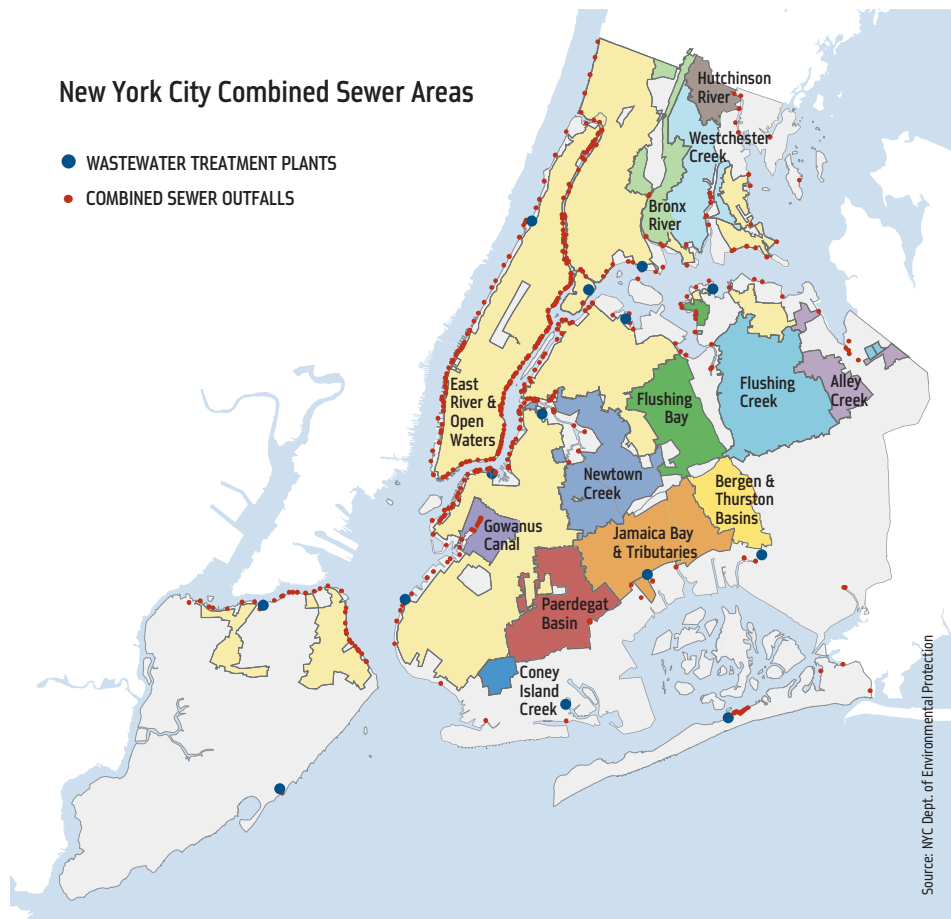 New York City Combined Sewer Areas
WASTEWATER TREATMENT PLANTS
COMBINED SEWER OUTFALLS
Hutchinson
River
Westchester
Creek
Bronx
River
East
River &
Open
Waters
Flushing
Bay
Flushing
Creek
Alley
Creek
Newtown
Creek
Bergen &
Thurston
Basins
Gowanus
Canal
Jamaica Bay
& Tributaries
Paerdegat
Basin
Coney
Island
Creek
Source: NYC Dept. of Environmental Protection